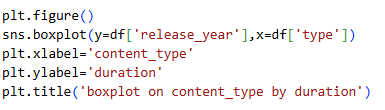 plt.figure()
sns.boxplot(y=df['release_year'],x=df['type'])
plt.xlabel='content_type'
plt.ylabel='duration'
plt.title('boxplot on content_type by duration')